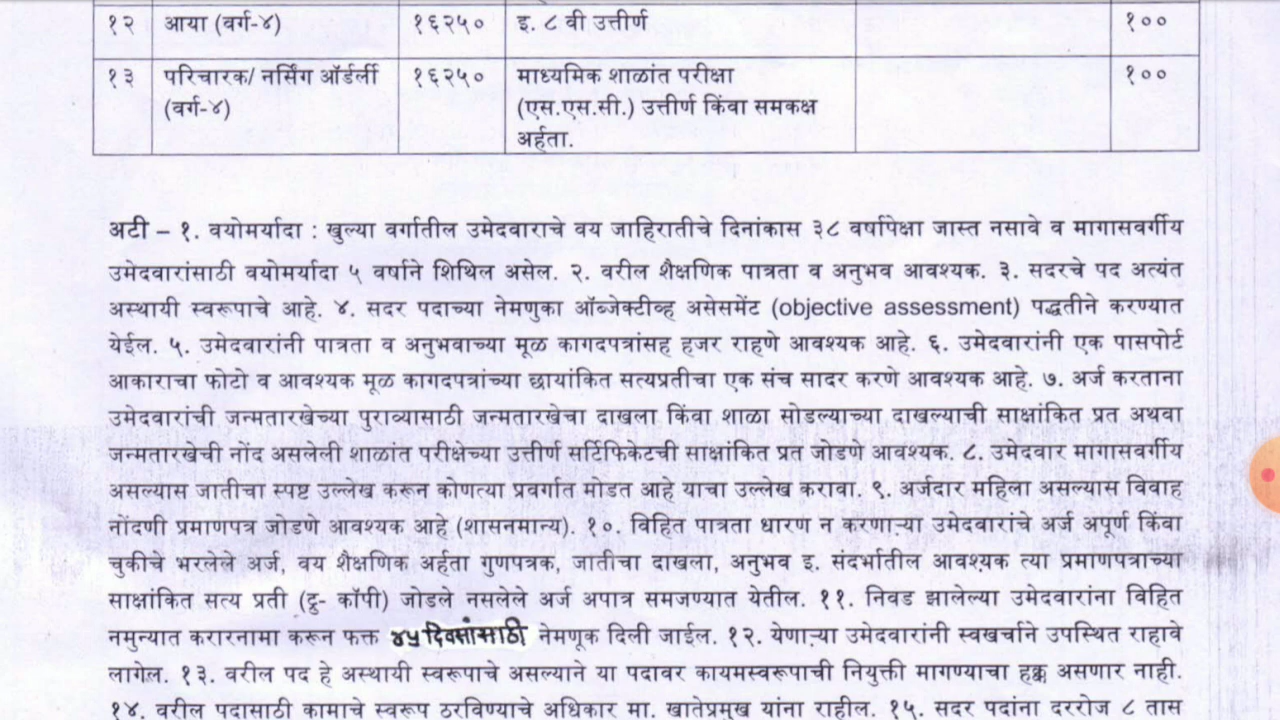 १२ आया (वर्ग-४) १६२५० इ. ८ वी उत्तीर्ण १००
१३ परिचारक/ नर्सिंग ऑर्डर्ली १६२५० माध्यमिक शाळांत परीक्षा १००
(वर्ग-४) (एस.एस.सी.) उत्तीर्ण किंवा समकक्ष
अर्हता.
अटी – १. वयोमर्यादा : खुल्या वर्गातील उमेदवाराचे वय जाहिरातीचे दिनांकास ३८ वर्षापेक्षा जास्त नसावे व मागासवर्गीय
उमेदवारांसाठी वयोमर्यादा ५ वर्षाने शिथिल असेल. २. वरील शैक्षणिक पात्रता व अनुभव आवश्यक. ३. सदरचे पद अत्यंत
अस्थायी स्वरूपाचे आहे. ४. सदर पदाच्या नेमणुका ऑब्जेक्टीव्ह असेसमेंट (objective assessment) पद्धतीने करण्यात
येईल. ५. उमेदवारांनी पात्रता व अनुभवाच्या मूळ कागदपत्रांसह हजर राहणे आवश्यक आहे. ६. उमेदवारांनी एक पासपोर्ट
आकाराचा फोटो व आवश्यक मूळ कागदपत्रांच्या छायांकित सत्यप्रतीचा एक संच सादर करणे आवश्यक आहे. ७. अर्ज करताना
उमेदवारांची जन्मतारखेच्या पुराव्यासाठी जन्मतारखेचा दाखला किंवा शाळा सोडल्याच्या दाखल्याची साक्षांकित प्रत अथवा
जन्मतारखेची नोंद असलेली शाळांत परीक्षेच्या उत्तीर्ण सर्टिफिकेटची साक्षांकित प्रत जोडणे आवश्यक. ८. उमेदवार मागासवर्गीय
असल्यास जातीचा स्पष्ट उल्लेख करून कोणत्या प्रवर्गात मोडत आहे याचा उल्लेख करावा. ९. अर्जदार महिला असल्यास विवाह
नोंदणी प्रमाणपत्र जोडणे आवश्यक आहे (शासनमान्य). १०. विहित पात्रता धारण न करणाऱ्या उमेदवारांचे अर्ज अपूर्ण किंवा
चुकीचे भरलेले अर्ज, वय शैक्षणिक अर्हता गुणपत्रक, जातीचा दाखला, अनुभव इ. संदर्भातील आवश्यक त्या प्रमाणपत्राच्या
साक्षांकित सत्य प्रती (ट्रु- कॉपी) जोडले नसलेले अर्ज अपात्र समजण्यात येतील. ११. निवड झालेल्या उमेदवारांना विहित
नमुन्यात करारनामा करून फक्त ४५ दिवसांसाठी नेमणूक दिली जाईल. १२. येणाऱ्या उमेदवारांनी स्वखर्चाने उपस्थित राहावे
लागेल. १३. वरील पद हे अस्थायी स्वरूपाचे असल्याने या पदावर कायमस्वरूपाची नियुक्ती मागण्याचा हक्क असणार नाही.
१४. वरील पदासाठी कामाचे स्वरूप ठरविण्याचे अधिकार मा. खातेप्रमुख यांना राहील. १५. सदर पदांना दररोज ८ तास